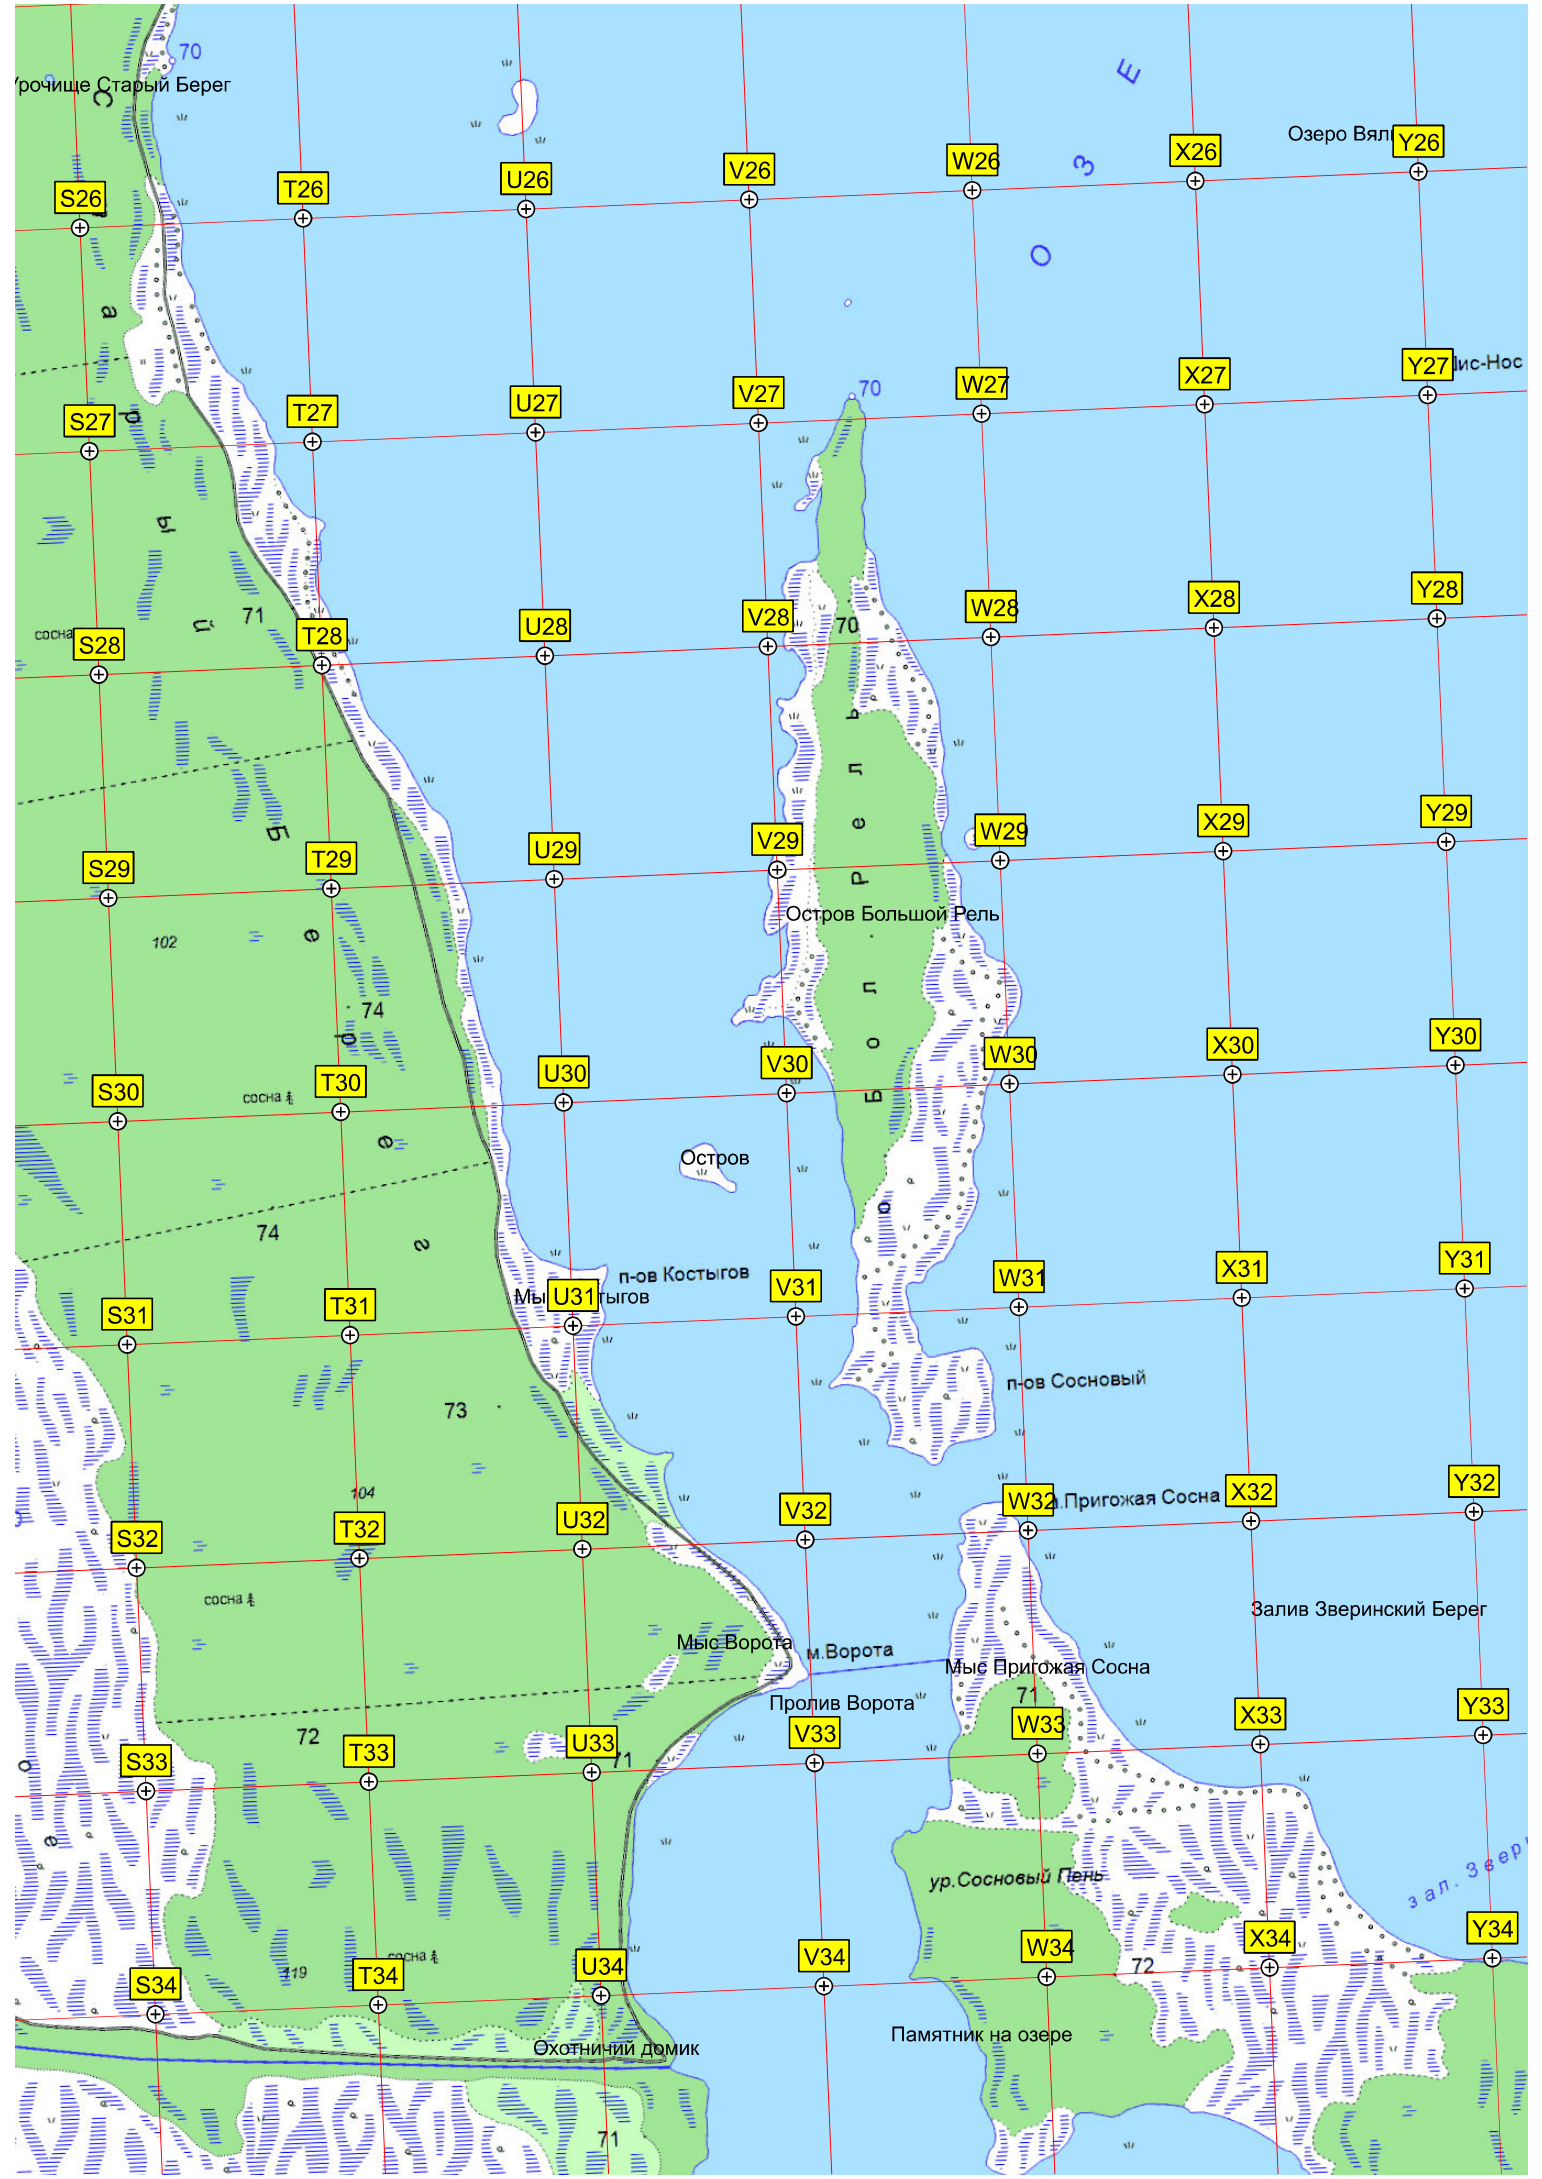 70
Урочище Старый Берег
Е
Озеро Вял
Y26
X26
W26
V26
U26
T26
S26
З
О
С
т
а
р
ы
й
Б
е
р
е
г
Y27
ис-Нос
X27
W27
V27
U27
T27
S27
70
71
сосна
Y28
X28
W28
V28
U28
T28
S28
70
Y29
X29
W29
V29
U29
T29
S29
Остров Большой Рель
Бол. Рель
о
102
74
Y30
X30
W30
V30
U30
T30
S30
сосна
Остров
74
п-ов Костыгов
Мы тыгов
Y31
X31
W31
V31
U31
T31
S31
п-ов Сосновый
73
104
Y32
X32
.Пригожая Сосна
W32
V32
U32
T32
S32
сосна
Залив Зверинский Берег
Мыс Ворота
м.Ворота
Мыс Пригожая Сосна
Пролив Ворота
71
72
71
Y33
X33
W33
V33
U33
T33
S33
о
е
ур.Сосновый Пень
зал. Звер
Y34
X34
W34
V34
U34
T34
S34
сосна
119
72
Памятник на озере
Охотничий домик
71